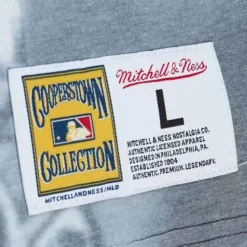 COOPERSTOWN
COLLECTION
MITCHELLANDNESS/MLB
Mitchell & Ness
L
MITCHELL & NESS NOSTALGIA CO.
AUTHENTIC LICENSED APPAREL
DESIGNED IN PHILADELPHIA, PA.
ESTABLISHED 1904
AUTHENTIC. PREMIUM. LEGENDARY.